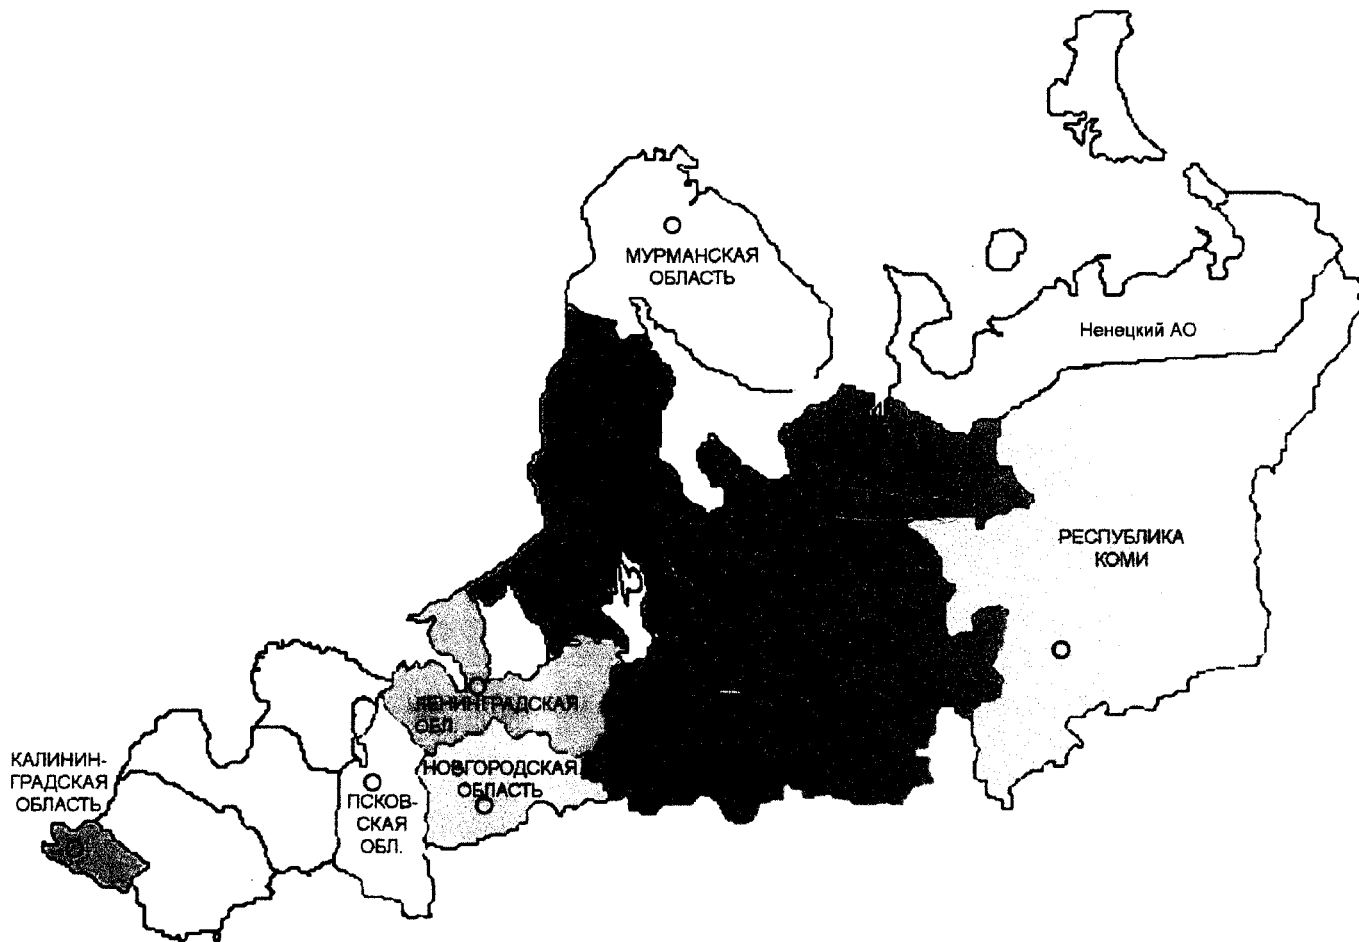 МУРМАНСКАЯ
ОБЛАСТЬ
Ненецкий АО
РЕСПУБЛИКА
КОМИ
ЛЕНИНГРАДСКАЯ
ОБЛ.
НОВГОРОДСКАЯ
ОБЛАСТЬ
КАЛИНИН-
ГРАДСКАЯ
ОБЛАСТЬ
ПСКОВ-
СКАЯ
ОБЛ.